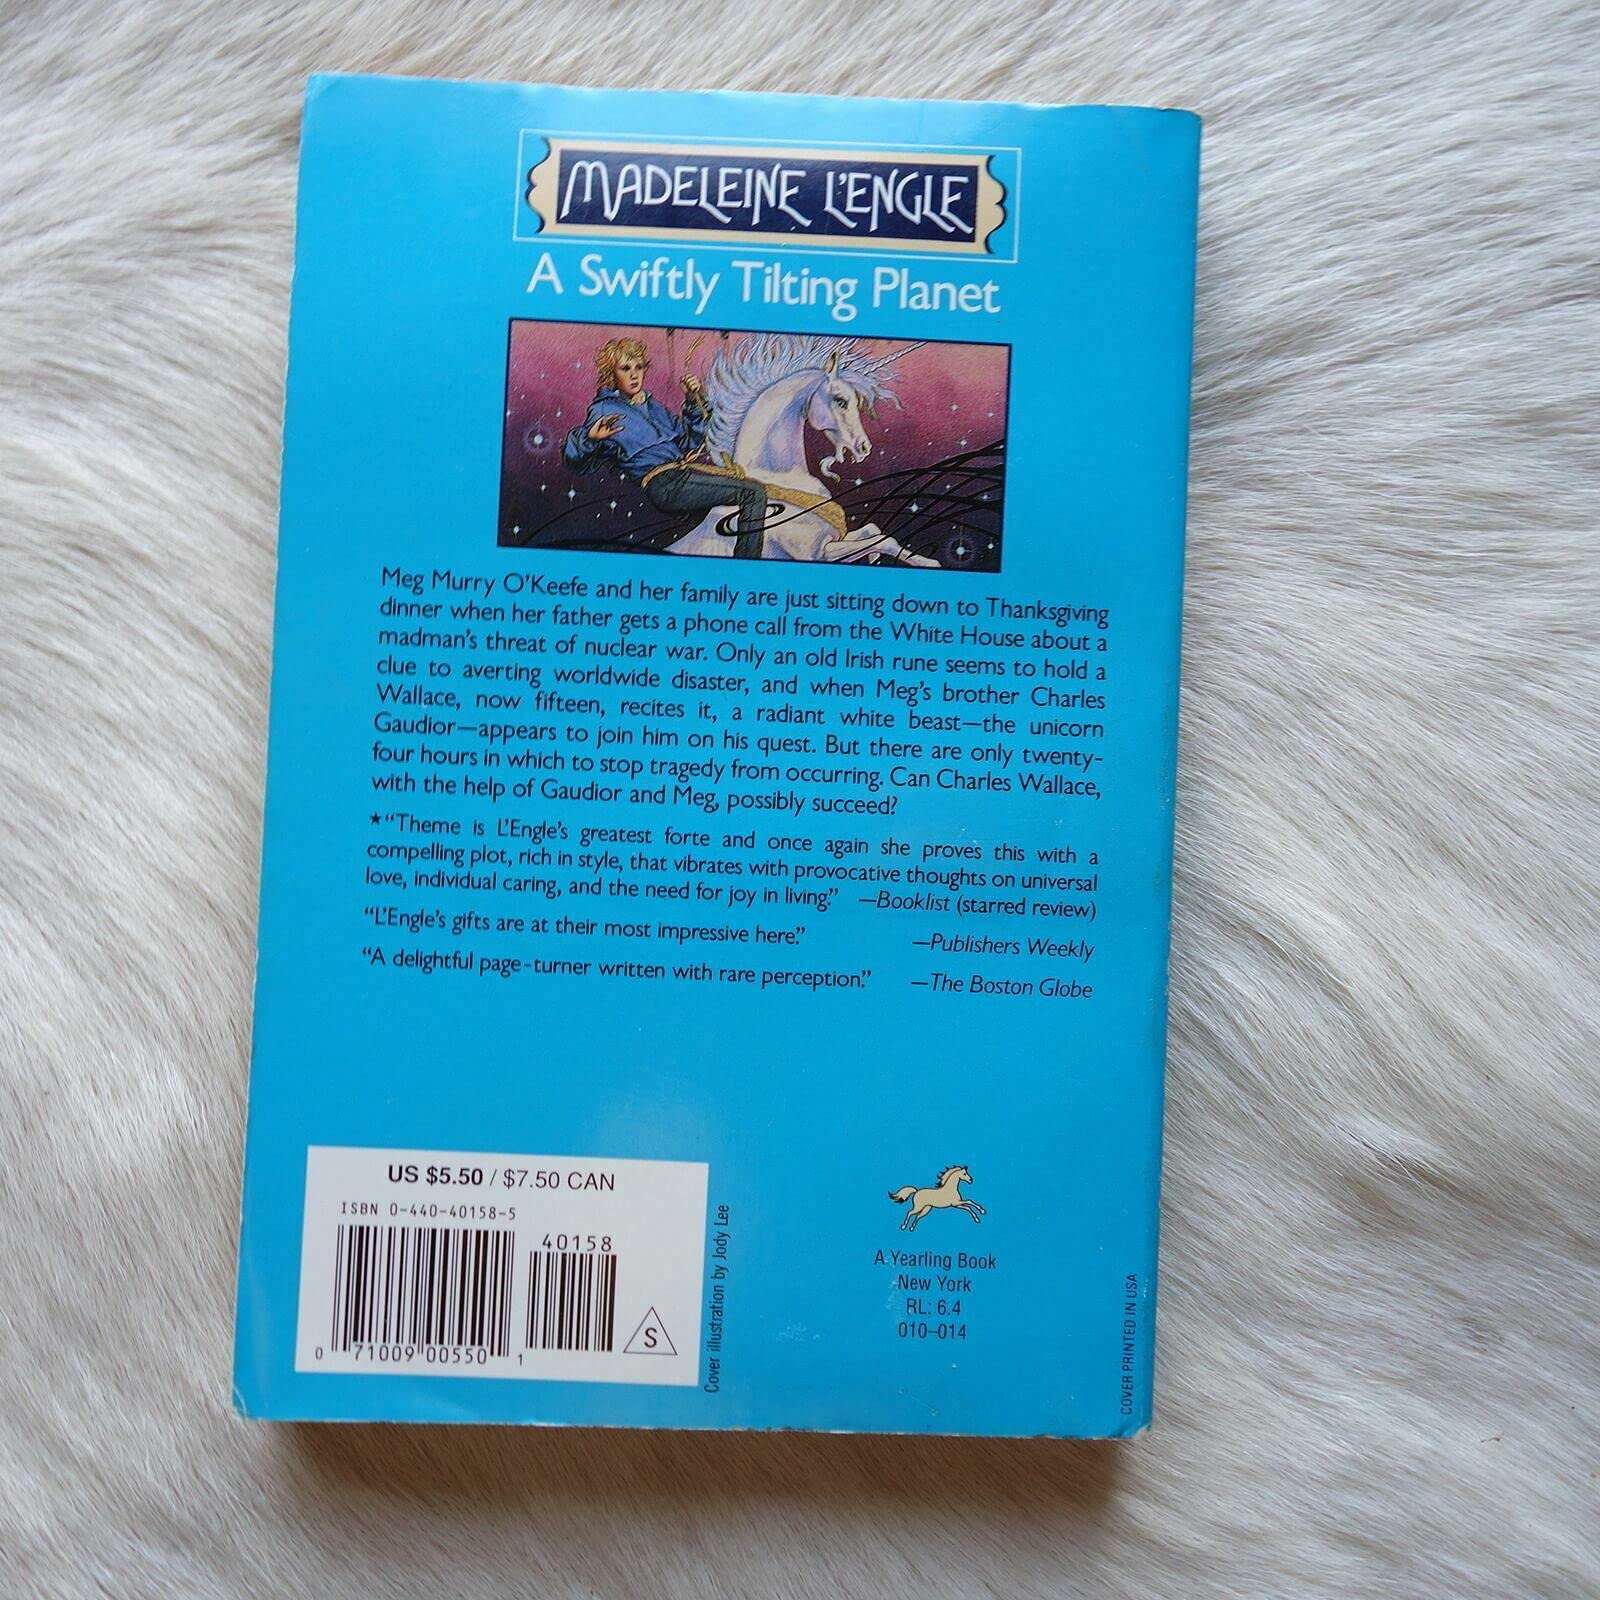 MADELEINE L'ENGLE
A Swiftly Tilting Planet
Meg Murry O'Keefe and her family are just sitting down to Thanksgiving
dinner when her father gets a phone call from the White House about a
madman's threat of nuclear war. Only an old Irish rune seems to hold a
clue to averting worldwide disaster, and when Meg's brother Charles
Wallace, now fifteen, recites it, a radiant white beast—the unicorn
Gaudior—appears to join him on his quest. But there are only twenty-
four hours in which to stop tragedy from occurring. Can Charles Wallace,
with the help of Gaudior and Meg, possibly succeed?
★“Theme is L'Engle's greatest forte and once again she proves this with a
compelling plot, rich in style, that vibrates with provocative thoughts on universal
love, individual caring, and the need for joy in living.” —Booklist (starred review)
“L'Engle's gifts are at their most impressive here.” —Publishers Weekly
“A delightful page-turner written with rare perception.” —The Boston Globe
US $5.50 / $7.50 CAN
ISBN 0-440-40158-5
40158
0 71009 00550 1
S
Cover illustration by Jody Lee
A Yearling Book
New York
RL: 6.4
010–014
COVER PRINTED IN USA